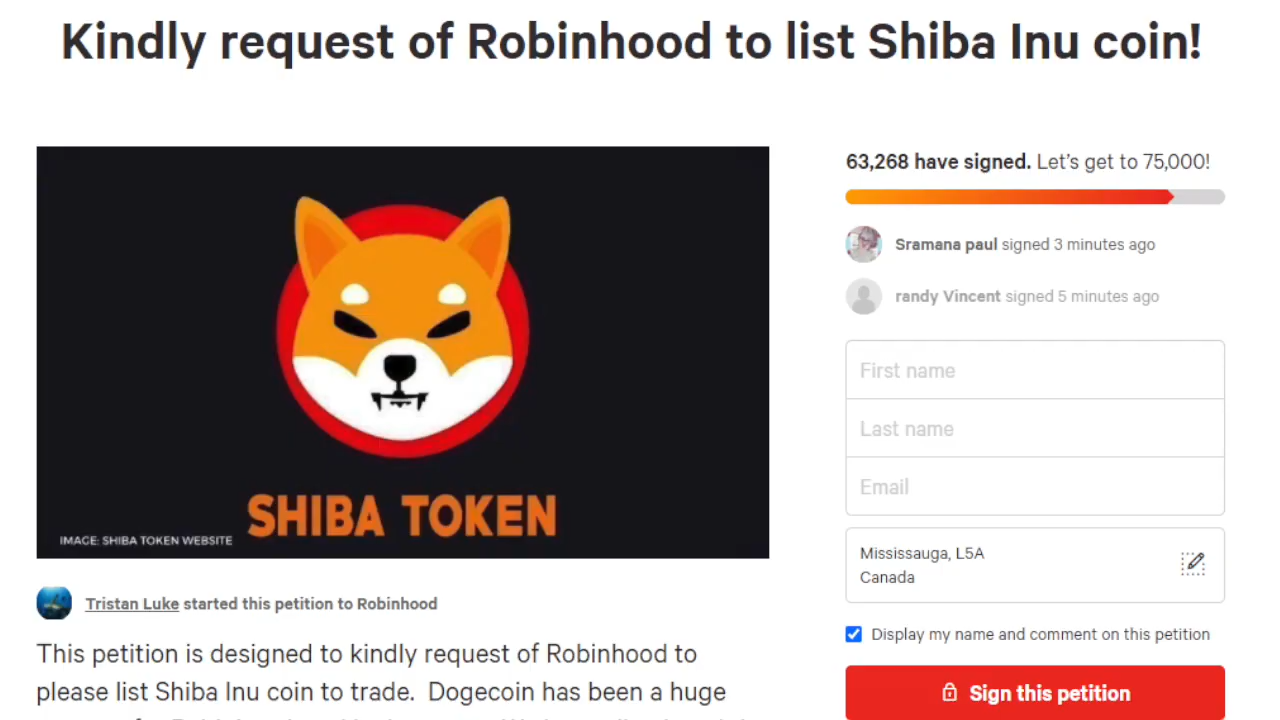 Kindly request of Robinhood to list Shiba Inu coin!
SHIBA TOKEN
IMAGE: SHIBA TOKEN WEBSITE
Tristan Luke started this petition to Robinhood
This petition is designed to kindly request of Robinhood to
please list Shiba Inu coin to trade. Dogecoin has been a huge
63,268 have signed. Let's get to 75,000!
Sramana paul signed 3 minutes ago
randy Vincent signed 5 minutes ago
First name
Last name
Email
Mississauga, L5A
Canada
Display my name and comment on this petition
Sign this petition